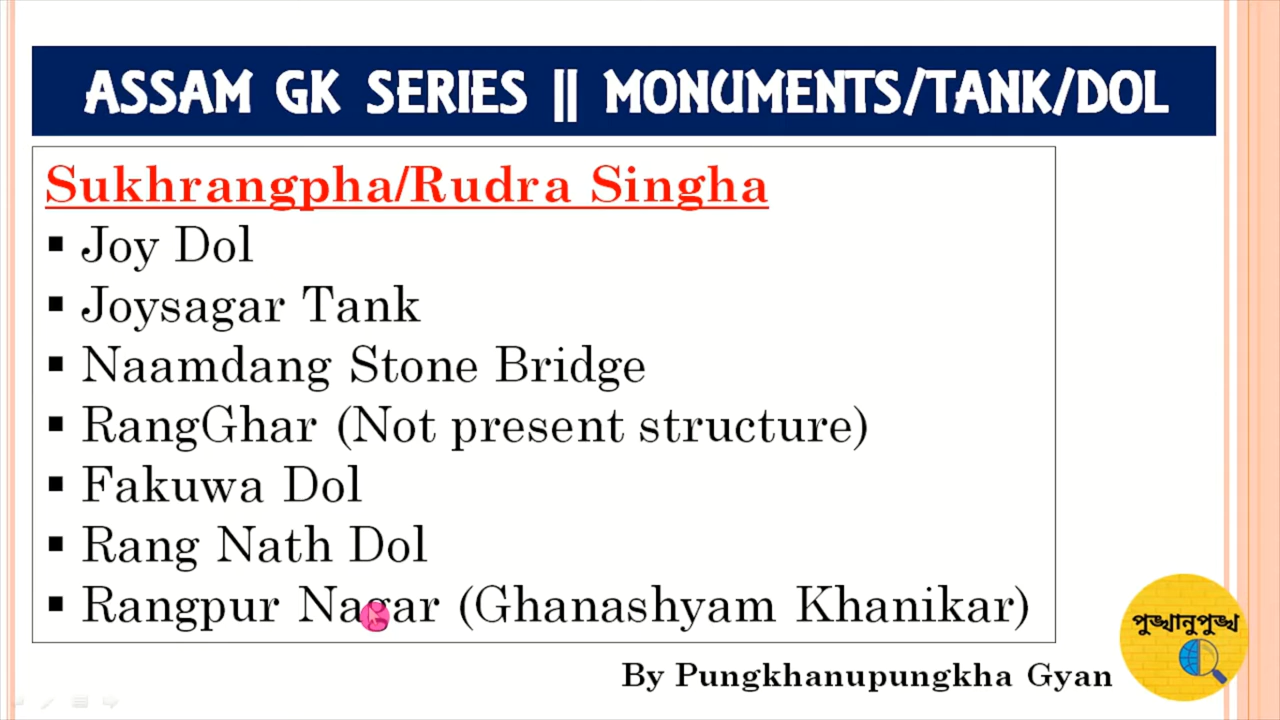 ASSAM GK SERIES || MONUMENTS/TANK/DOL
Sukhrangpha/Rudra Singha
▪ Joy Dol
▪ Joysagar Tank
▪ Naamdang Stone Bridge
▪ RangGhar (Not present structure)
▪ Fakuwa Dol
▪ Rang Nath Dol
▪ Rangpur Nagar (Ghanashyam Khanikar)
পুঙ্খানুপুঙ্খ
By Pungkhanupungkha Gyan